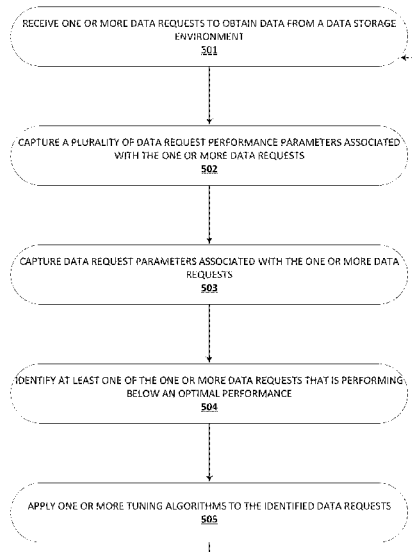 RECEIVE ONE OR MORE DATA REQUESTS TO OBTAIN DATA FROM A DATA STORAGE
ENVIRONMENT
501
CAPTURE A PLURALITY OF DATA REQUEST PERFORMANCE PARAMETERS ASSOCIATED
WITH THE ONE OR MORE DATA REQUESTS
502
CAPTURE DATA REQUEST PARAMETERS ASSOCIATED WITH THE ONE OR MORE DATA
REQUESTS
503
IDENTIFY AT LEAST ONE OF THE ONE OR MORE DATA REQUESTS THAT IS PERFORMING
BELOW AN OPTIMAL PERFORMANCE
504
APPLY ONE OR MORE TUNING ALGORITHMS TO THE IDENTIFIED DATA REQUESTS
505